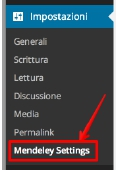 Impostazioni
Generali
Scrittura
Lettura
Discussione
Media
Permalink
Mendeley Settings